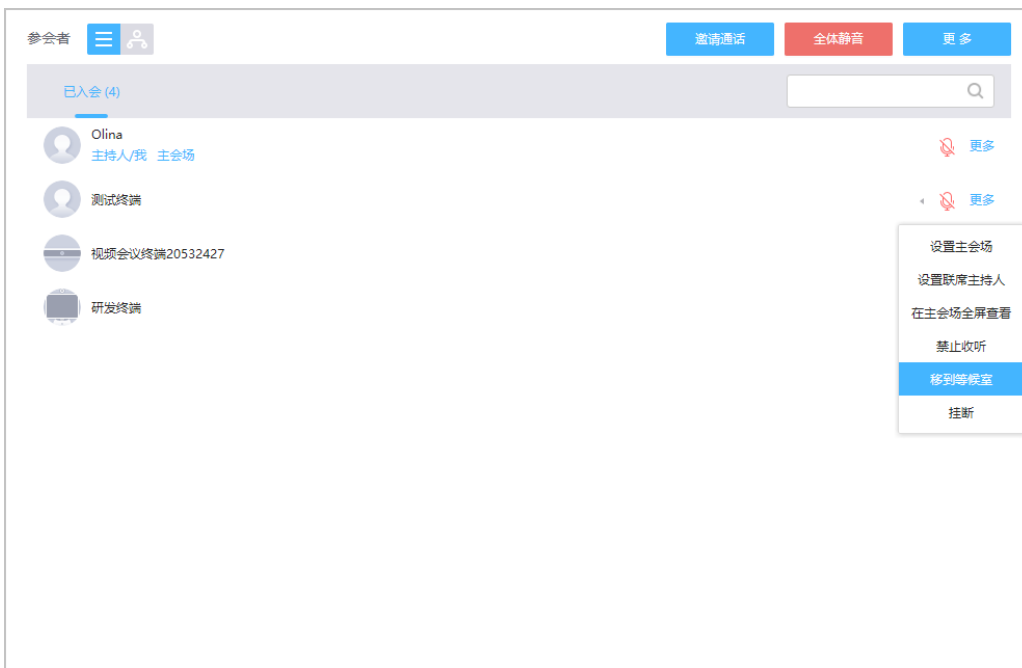 参会者 邀请通话 全体静音 更多
已入会 (4)
Olina
主持人/我 主会场 更多
测试终端 更多
视频会议终端20532427
研发终端
设置主会场
设置联席主持人
在主会场全屏查看
禁止收听
移到等候室
挂断